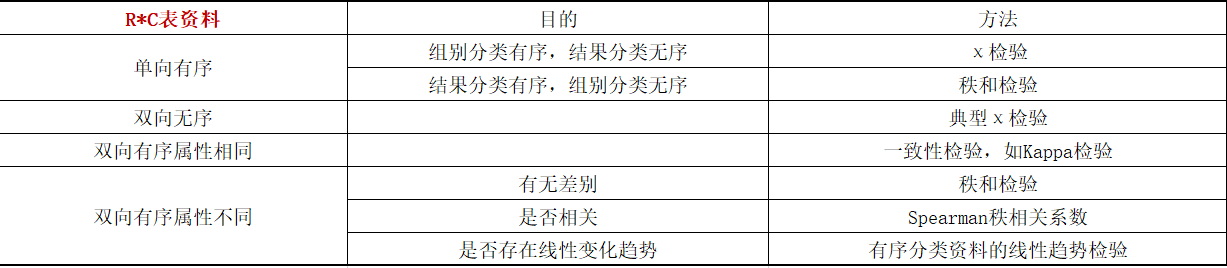 R*C表资料 目的 方法
单向有序 组别分类有序，结果分类无序 x 检验
结果分类有序，组别分类无序 秩和检验
双向无序 典型 x 检验
双向有序属性相同 一致性检验，如Kappa检验
双向有序属性不同 有无差别 秩和检验
是否相关 Spearman秩相关系数
是否存在线性变化趋势 有序分类资料的线性趋势检验